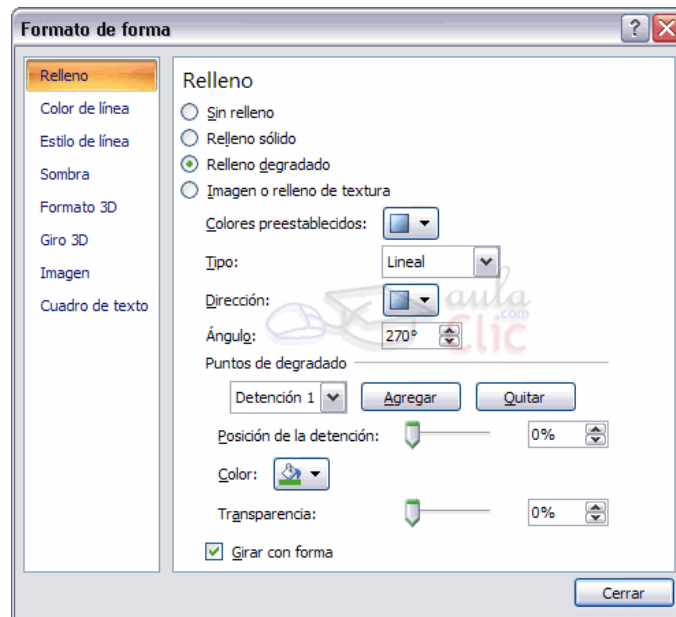 Formato de forma
?
Relleno
Color de línea
Estilo de línea
Sombra
Formato 3D
Giro 3D
Imagen
Cuadro de texto
Relleno
Sin relleno
Relleno sólido
Relleno degradado
Imagen o relleno de textura
Colores preestablecidos:
Tipo: Lineal
Dirección:
Ángulo: 270°
Puntos de degradado
Detención 1 Agregar Quitar
Posición de la detención: 0%
Color:
Transparencia: 0%
Girar con forma
Cerrar
aula
.com
Clic